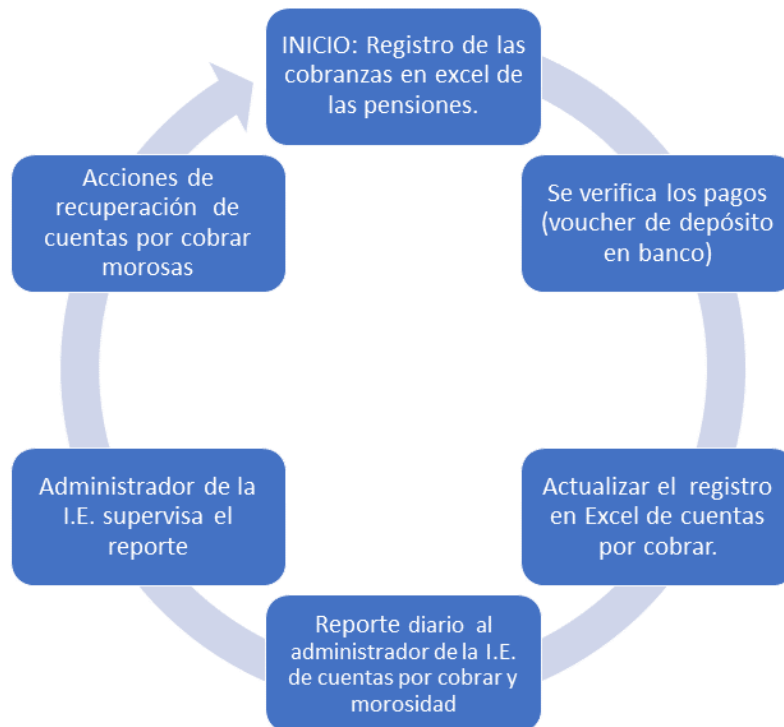 INICIO: Registro de las
cobranzas en excel de
las pensiones.
Se verifica los pagos
(voucher de depósito
en banco)
Actualizar el registro
en Excel de cuentas
por cobrar.
Reporte diario al
administrador de la I.E.
de cuentas por cobrar y
morosidad
Administrador de la
I.E. supervisa el
reporte
Acciones de
recuperación de
cuentas por cobrar
morosas